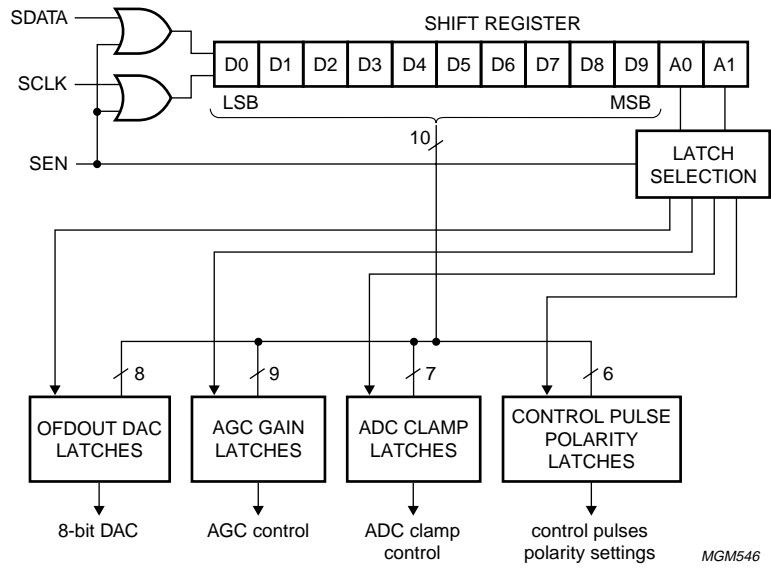 SDATA
SHIFT REGISTER
D0 D1 D2 D3 D4 D5 D6 D7 D8 D9 A0 A1
SCLK
LSB
MSB
10
SEN
LATCH
SELECTION
8
9
7
6
OFDOUT DAC
LATCHES
AGC GAIN
LATCHES
ADC CLAMP
LATCHES
CONTROL PULSE
POLARITY
LATCHES
8-bit DAC
AGC control
ADC clamp
control
control pulses
polarity settings
MGM546